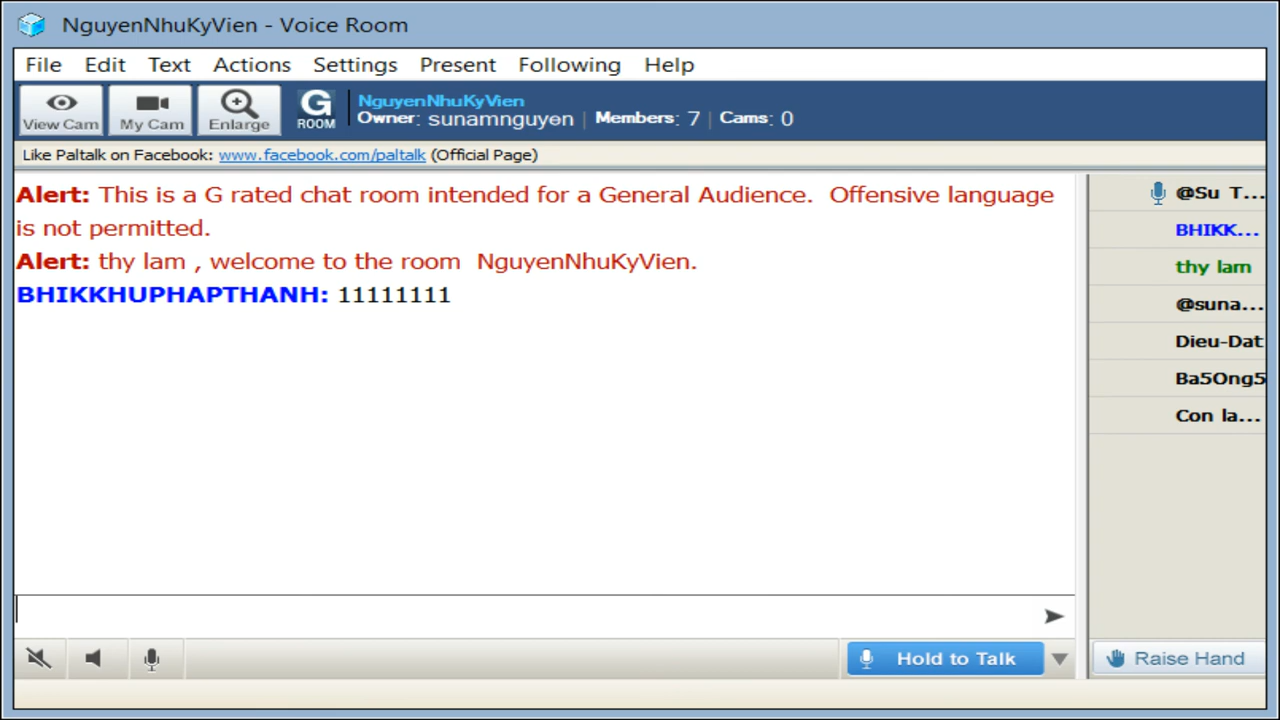 NguyenNhuKyVien - Voice Room
File Edit Text Actions Settings Present Following Help
View Cam My Cam Enlarge G ROOM
NguyenNhuKyVien
Owner: sunamnguyen | Members: 7 | Cams: 0
Like Paltalk on Facebook: www.facebook.com/paltalk (Official Page)
Alert: This is a G rated chat room intended for a General Audience. Offensive language
is not permitted.
Alert: thy lam , welcome to the room NguyenNhuKyVien.
BHIKKHUPHAPTHANH: 11111111
@Su T...
BHIKK...
thy lam
@suna...
Dieu-Dat
Ba5Ong5
Con la...
Hold to Talk
Raise Hand